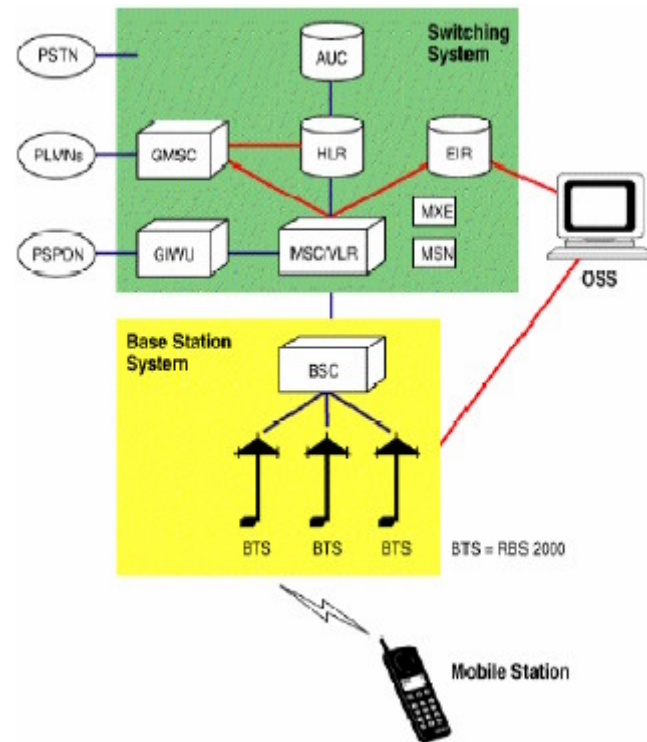 Switching
System
PSTN
AUC
PLMNs
GMSC
HLR
EIR
MXE
PSPDN
GIWU
MSC/VLR
MSN
OSS
Base Station
System
BSC
BTS
BTS
BTS
BTS = RBS 2000
Mobile Station